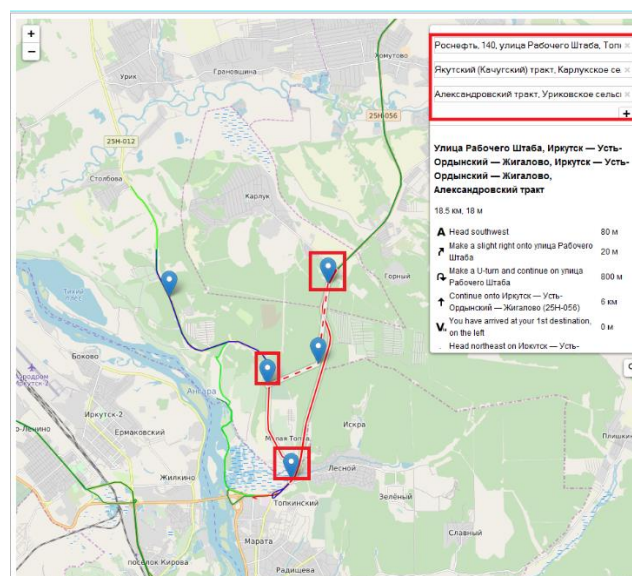 +
−
Роснефть, 140, улица Рабочего Штаба, Топк ×
Якутский (Качугский) тракт, Карлукское се. ×
Александровский тракт, Уриковское сельс ×
+
Улица Рабочего Штаба, Иркутск — Усть-
Ордынский — Жигалово, Иркутск — Усть-
Ордынский — Жигалово,
Александровский тракт
18.5 км, 18 м
A Head southwest 80 м
Make a slight right onto улица Рабочего Штаба 20 м
Make a U-turn and continue on улица Рабочего Штаба 800 м
Continue onto Иркутск — Усть-
Ордынский — Жигалово (25Н-056) 6 км
You have arrived at your 1st destination, on the left 0 м
Head northeast on Иркутск — Усть-
Урик
Грановщина
Хомутово
25Н-012
25Н-056
Столбова
Карлук
Горный
Боково
Ангара
Иркутск-2
Ермаковский
Жилкино
Искра
Лесной
Зелёный
Топкинский
Славный
Марата
посёлок Кирова
Радищева